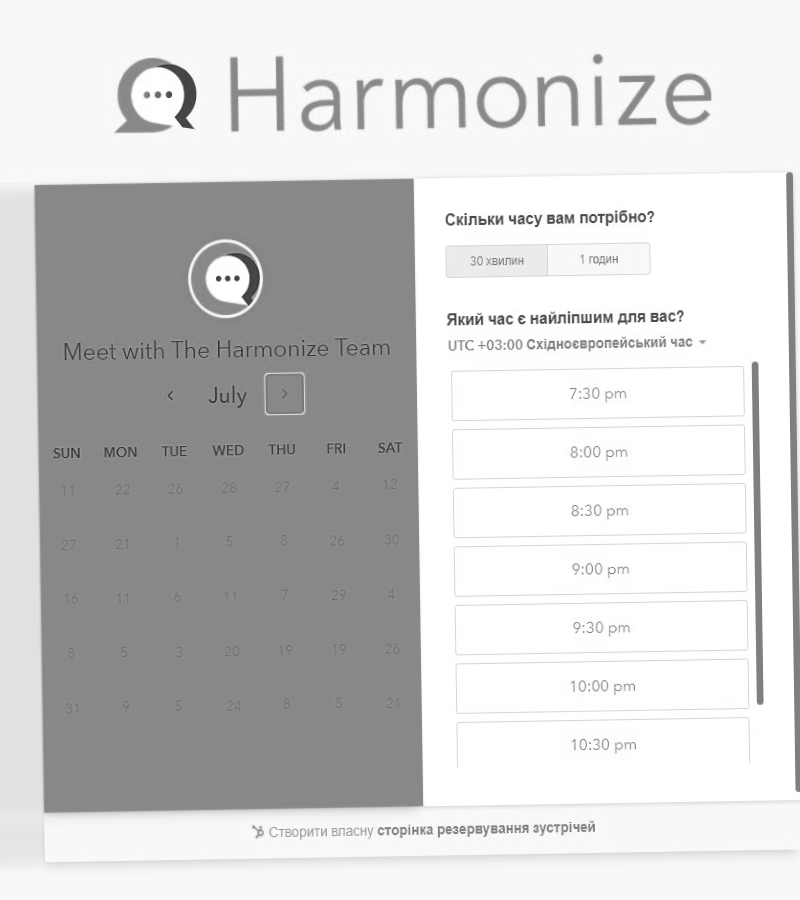 Harmonize
Meet with The Harmonize Team
July
SUN MON TUE WED THU FRI SAT
11 22 26 28 27 4 12
27 21 1 5 8 26 30
16 11 6 11 7 29 4
8 5 3 20 19 19 26
31 9 5 24 8 5 21
Скільки часу вам потрібно?
30 хвилин 1 годин
Який час є найліпшим для вас?
UTC +03:00 Східноєвропейський час
7:30 pm
8:00 pm
8:30 pm
9:00 pm
9:30 pm
10:00 pm
10:30 pm
Створити власну сторінка резервування зустрічей